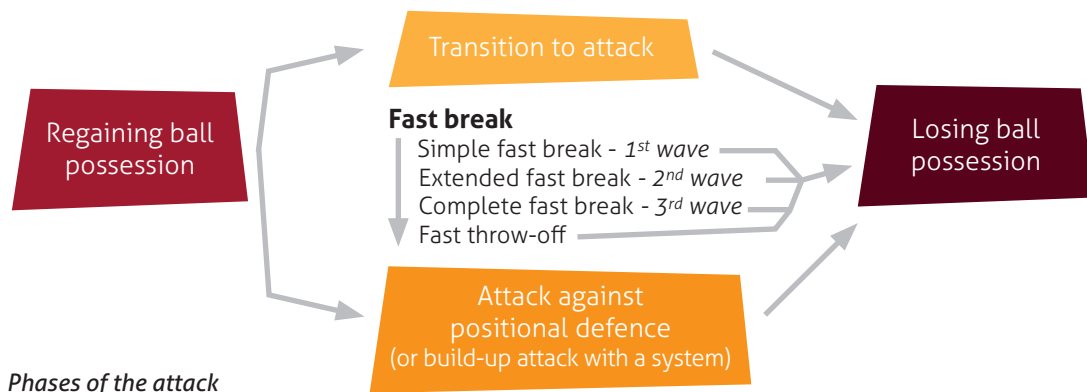 Regaining ball
possession
Transition to attack
Fast break
Simple fast break - 1st wave
Extended fast break - 2nd wave
Complete fast break - 3rd wave
Fast throw-off
Attack against
positional defence
(or build-up attack with a system)
Losing ball
possession
Phases of the attack